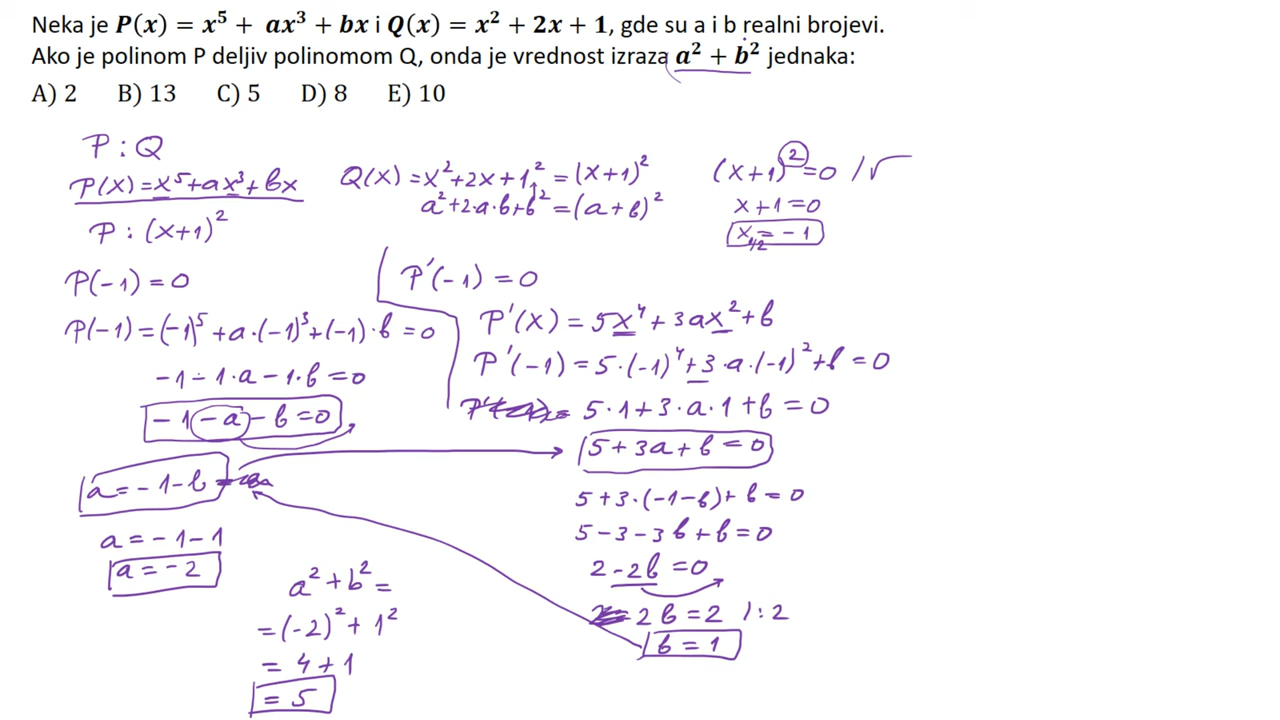 Neka je P(x) = x⁵ + ax³ + bx i Q(x) = x² + 2x + 1, gde su a i b realni brojevi.
Ako je polinom P deljiv polinomom Q, onda je vrednost izraza a² + b² jednaka:
A) 2 B) 13 C) 5 D) 8 E) 10
P : Q
P(x) = x⁵ + ax³ + bx
P : (x+1)²
Q(x) = x² + 2x + 1² = (x+1)²
a² + 2·a·b + b² = (a+b)²
(x+1)² = 0 /√
x + 1 = 0
x₁/₂ = -1
P(-1) = 0
P(-1) = (-1)⁵ + a·(-1)³ + (-1)·b = 0
-1 - 1·a - 1·b = 0
-1 - a - b = 0
a = -1 - b
a = -1 - 1
a = -2
P'(-1) = 0
P'(x) = 5x⁴ + 3ax² + b
P'(-1) = 5·(-1)⁴ + 3·a·(-1)² + b = 0
5·1 + 3·a·1 + b = 0
5 + 3a + b = 0
5 + 3·(-1-b) + b = 0
5 - 3 - 3b + b = 0
2 - 2b = 0
2b = 2 /:2
b = 1
a² + b² =
= (-2)² + 1²
= 4 + 1
= 5